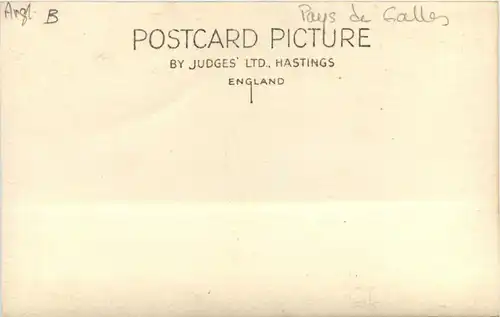 Angl. B
Pays de Galles
POSTCARD PICTURE
BY JUDGES' LTD., HASTINGS
ENGLAND